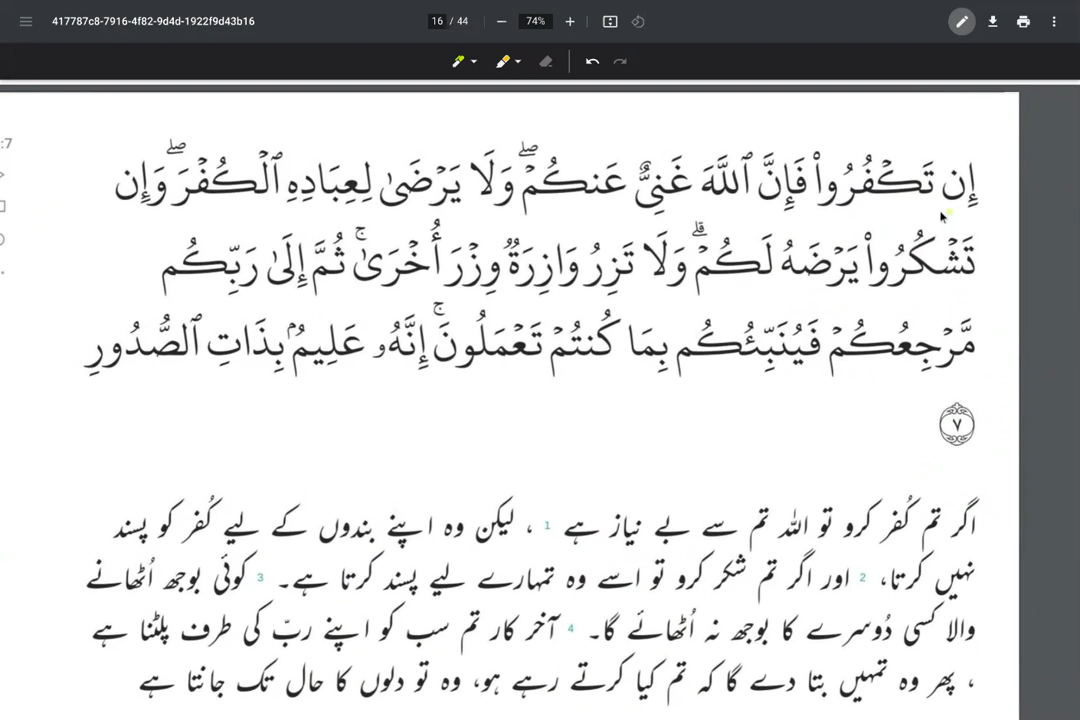 417787c8-7916-4f82-9d4d-1922f9d43b16
16 / 44
74%
:7
إِن تَكۡفُرُواْ فَإِنَّ ٱللَّهَ غَنِيٌّ عَنكُمۡۖ وَلَا يَرۡضَىٰ لِعِبَادِهِ ٱلۡكُفۡرَۖ وَإِن
تَشۡكُرُواْ يَرۡضَهُ لَكُمۡۗ وَلَا تَزِرُ وَازِرَةٞ وِزۡرَ أُخۡرَىٰۚ ثُمَّ إِلَىٰ رَبِّكُم
مَّرۡجِعُكُمۡ فَيُنَبِّئُكُم بِمَا كُنتُمۡ تَعۡمَلُونَۚ إِنَّهُۥ عَلِيمُۢ بِذَاتِ ٱلصُّدُورِ
٧
اگر تم کُفر کرو تو اللہ تم سے بے نیاز ہے 1 ، لیکن وہ اپنے بندوں کے لیے کُفر کو پسند
نہیں کرتا، 2 اور اگر تم شکر کرو تو اسے وہ تمہارے لیے پسند کرتا ہے۔ 3 کوئی بوجھ اُٹھانے
والا کسی دُوسرے کا بوجھ نہ اُٹھائے گا۔ 4 آخر کار تم سب کو اپنے ربّ کی طرف پلٹنا ہے
، پھر وہ تمہیں بتا دے گا کہ تم کیا کرتے رہے ہو، وہ تو دلوں کا حال تک جانتا ہے